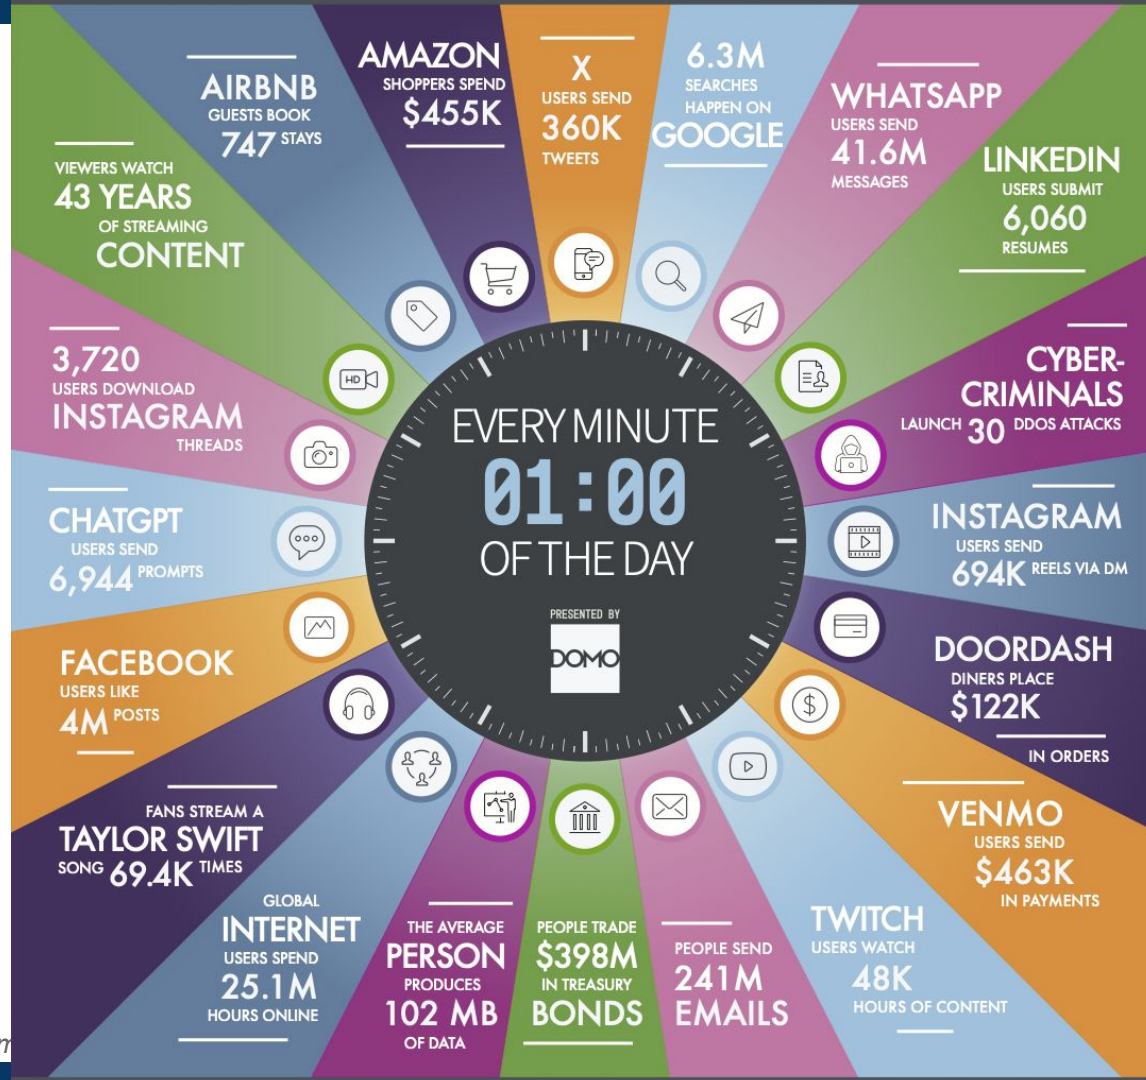 AMAZON
SHOPPERS SPEND
$455K
X
USERS SEND
360K
TWEETS
6.3M
SEARCHES
HAPPEN ON
GOOGLE
WHATSAPP
USERS SEND
41.6M
MESSAGES
LINKEDIN
USERS SUBMIT
6,060
RESUMES
CYBER-
CRIMINALS
LAUNCH 30 DDOS ATTACKS
INSTAGRAM
USERS SEND
694K REELS VIA DM
DOORDASH
DINERS PLACE
$122K
IN ORDERS
VENMO
USERS SEND
$463K
IN PAYMENTS
TWITCH
USERS WATCH
48K
HOURS OF CONTENT
PEOPLE SEND
241M
EMAILS
PEOPLE TRADE
$398M
IN TREASURY
BONDS
THE AVERAGE
PERSON
PRODUCES
102 MB
OF DATA
GLOBAL
INTERNET
USERS SPEND
25.1M
HOURS ONLINE
FANS STREAM A
TAYLOR SWIFT
SONG 69.4K TIMES
FACEBOOK
USERS LIKE
4M POSTS
CHATGPT
USERS SEND
6,944 PROMPTS
3,720
USERS DOWNLOAD
INSTAGRAM
THREADS
VIEWERS WATCH
43 YEARS
OF STREAMING
CONTENT
AIRBNB
GUESTS BOOK
747 STAYS
HD
EVERY MINUTE
01:00
OF THE DAY
PRESENTED BY
DOMO